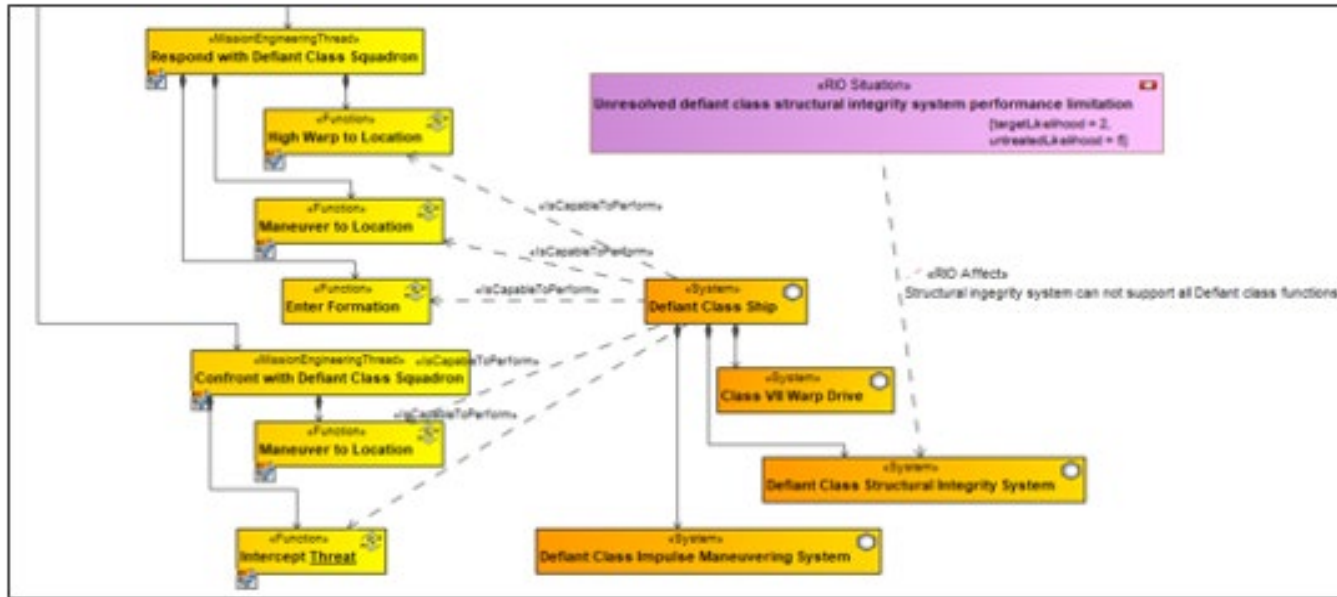 «MissionEngineeringThread»
Respond with Defiant Class Squadron
«Function»
High Warp to Location
«Function»
Maneuver to Location
«Function»
Enter Formation
«MissionEngineeringThread»
Confront with Defiant Class Squadron
«Function»
Maneuver to Location
«Function»
Intercept Threat
«IsCapableToPerform»
«IsCapableToPerform»
«IsCapableToPerform»
«IsCapableToPerform»
«IsCapableToPerform»
«RIO Situation»
Unresolved defiant class structural integrity system performance limitation
{targetLikelihood = 2,
untreatedLikelihood = 5}
«RIO Affect»
Structural ingegrity system can not support all Defiant class functions
«System»
Defiant Class Ship
«System»
Class VII Warp Drive
«System»
Defiant Class Structural Integrity System
«System»
Defiant Class Impulse Maneuvering System